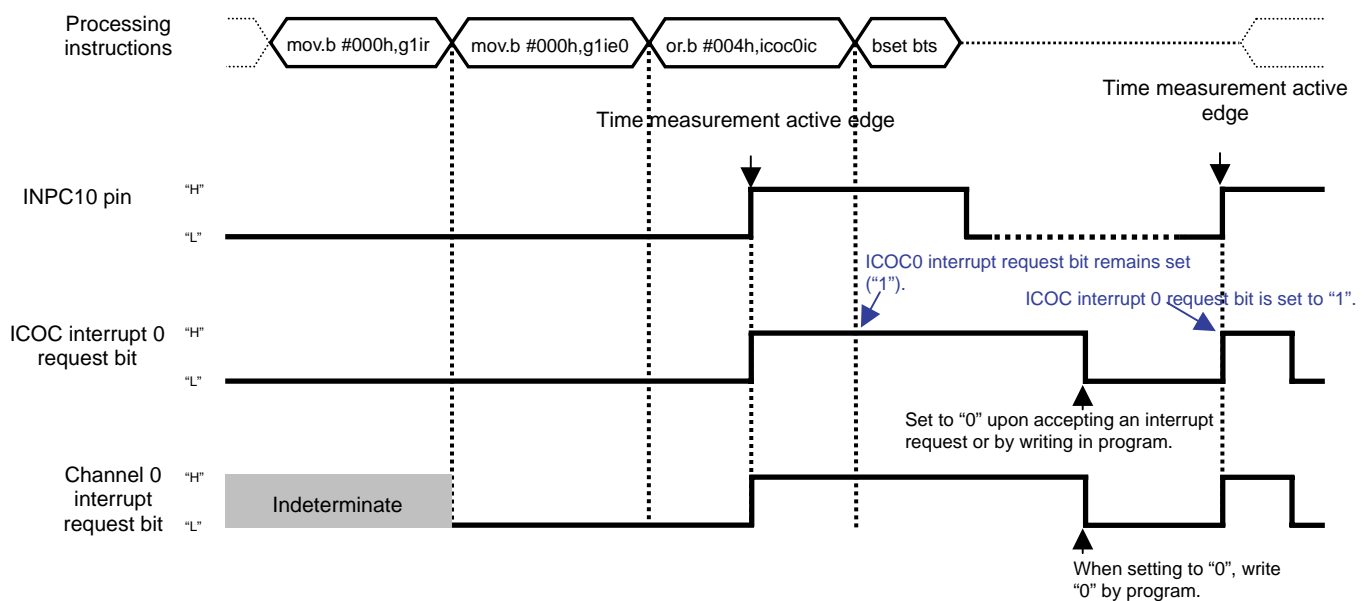 Processing
instructions
mov.b #000h,g1ir
mov.b #000h,g1ie0
or.b #004h,icoc0ic
bset bts
Time measurement active edge
Time measurement active
edge
INPC10 pin
“H”
“L”
ICOC0 interrupt request bit remains set
(“1”).
ICOC interrupt 0 request bit is set to “1”.
ICOC interrupt 0
request bit
“H”
“L”
Set to “0” upon accepting an interrupt
request or by writing in program.
Channel 0
interrupt
request bit
“H”
“L”
Indeterminate
When setting to “0”, write
“0” by program.